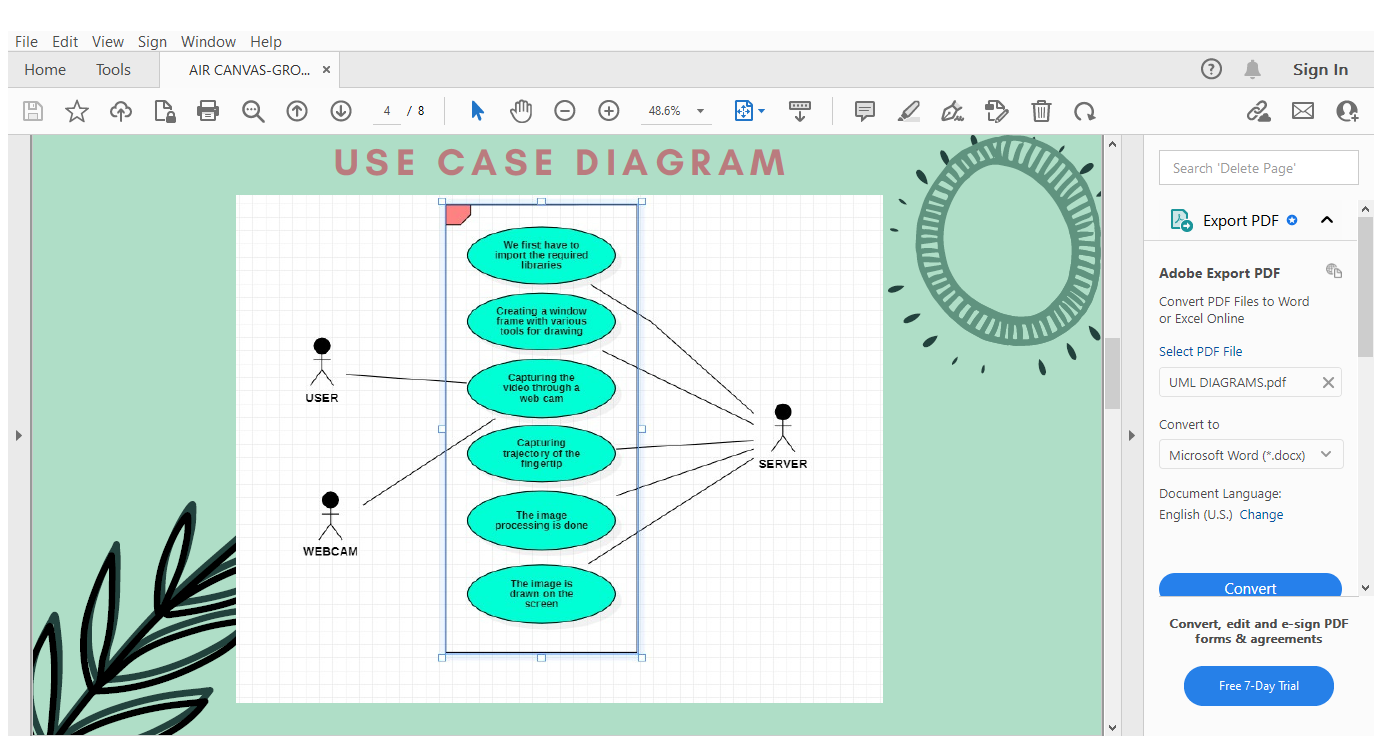 File Edit View Sign Window Help
Home Tools AIR CANVAS-GRO... ×
Sign In
4 / 8 48.6%
USE CASE DIAGRAM
We first have to
import the required
libraries
Creating a window
frame with various
tools for drawing
Capturing the
video through a
web cam
Capturing
trajectory of the
fingertip
The image
processing is done
The image is
drawn on the
screen
USER
WEBCAM
SERVER
Search 'Delete Page'
Export PDF
Adobe Export PDF
Convert PDF Files to Word
or Excel Online
Select PDF File
UML DIAGRAMS.pdf
Convert to
Microsoft Word (*.docx)
Document Language:
English (U.S.) Change
Convert
Convert, edit and e-sign PDF
forms & agreements
Free 7-Day Trial